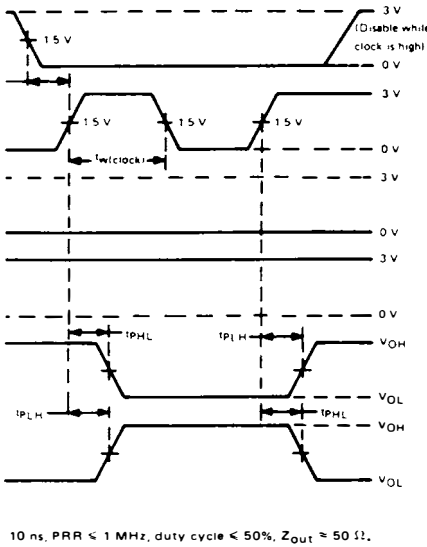 3 V
(Disable while
clock is high)
1 5 V
0 V
3 V
1 5 V 1 5 V 1 5 V
tw(clock)
0 V
3 V
0 V
3 V
0 V
tPHL tPLH
VOH
VOL
tPLH tPHL
VOH
VOL
10 ns, PRR ≤ 1 MHz, duty cycle ≤ 50%, Zout ≈ 50 Ω.